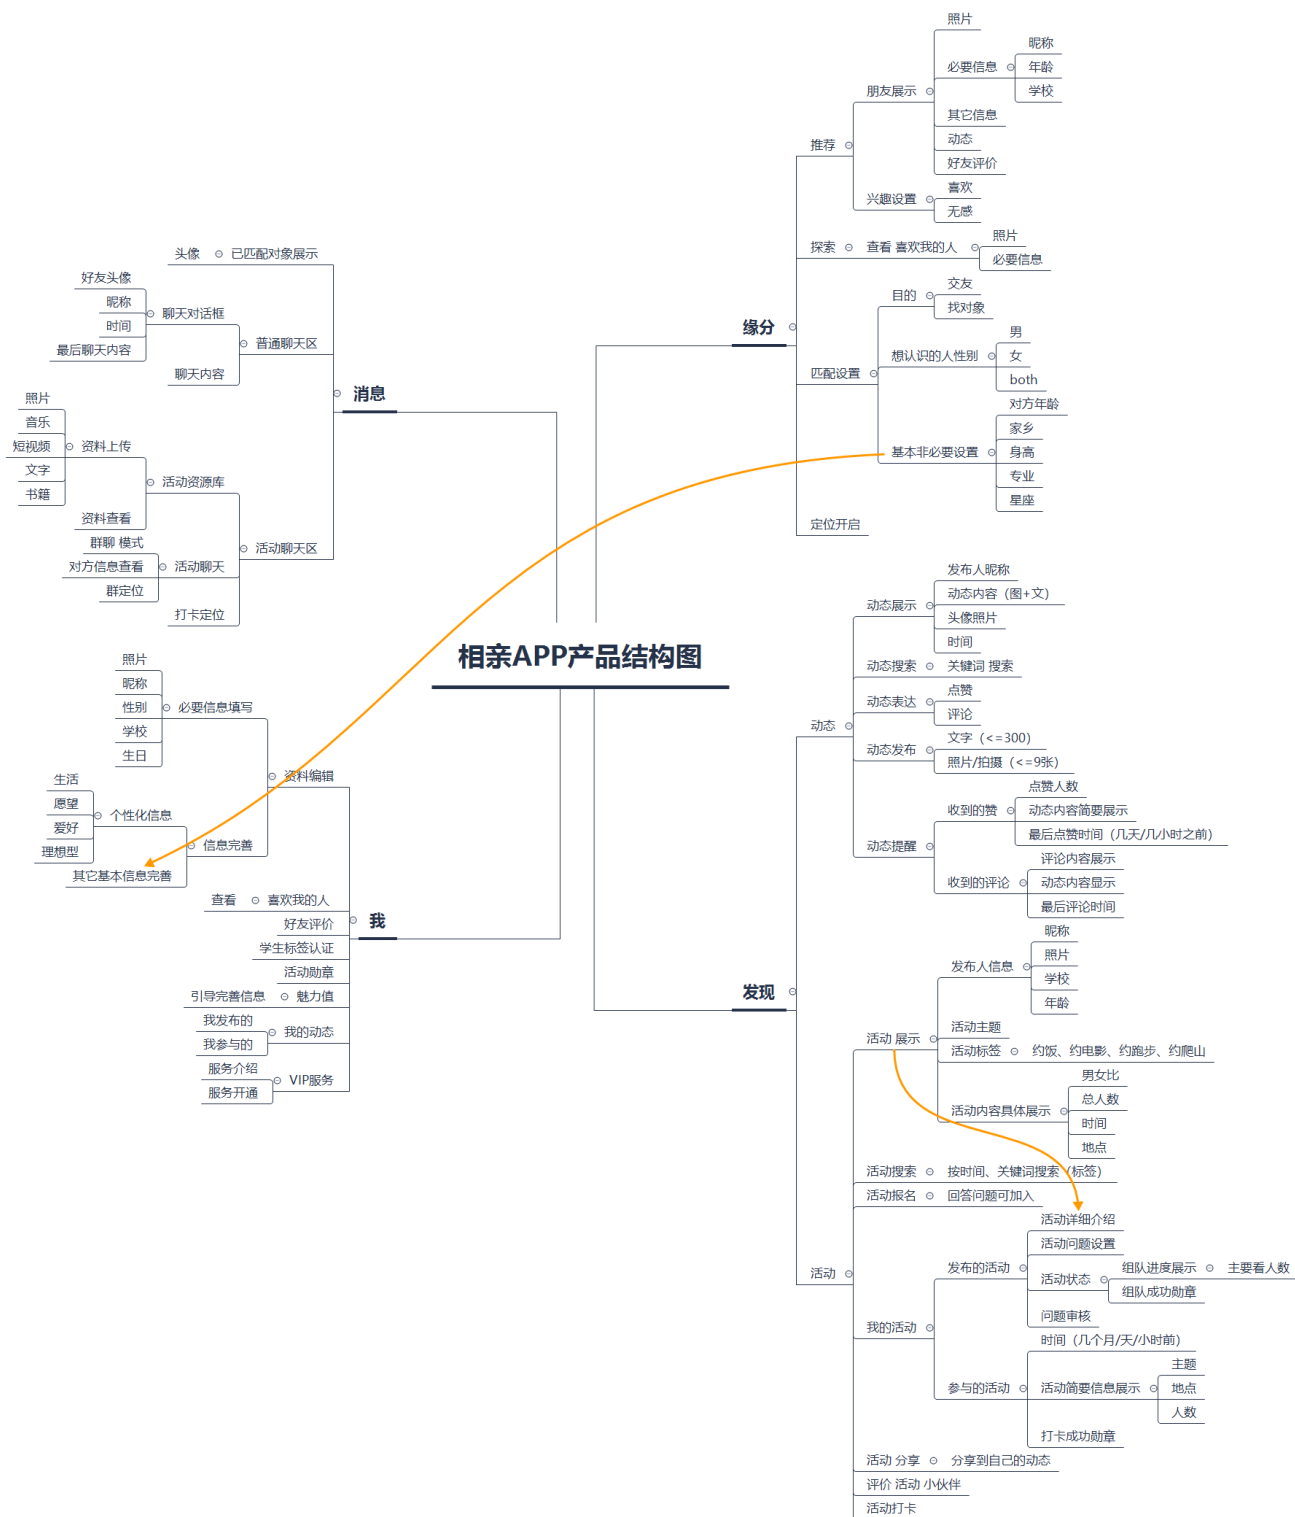 相亲APP产品结构图
缘分
推荐
朋友展示
照片
必要信息
昵称
年龄
学校
其它信息
动态
好友评价
兴趣设置
喜欢
无感
探索
查看 喜欢我的人
照片
必要信息
匹配设置
目的
交友
找对象
想认识的人性别
男
女
both
基本非必要设置
对方年龄
家乡
身高
专业
星座
定位开启
发现
动态
动态展示
发布人昵称
动态内容（图+文）
头像照片
时间
动态搜索
关键词 搜索
动态表达
点赞
评论
动态发布
文字（<=300）
照片/拍摄（<=9张）
动态提醒
收到的赞
点赞人数
动态内容简要展示
最后点赞时间（几天/几小时之前）
收到的评论
评论内容展示
动态内容显示
最后评论时间
活动
活动 展示
发布人信息
昵称
照片
学校
年龄
活动主题
活动标签
约饭、约电影、约跑步、约爬山
活动内容具体展示
男女比
总人数
时间
地点
活动搜索
按时间、关键词搜索（标签）
活动报名
回答问题可加入
我的活动
发布的活动
活动详细介绍
活动问题设置
活动状态
组队进度展示
主要看人数
组队成功勋章
问题审核
参与的活动
时间（几个月/天/小时前）
活动简要信息展示
主题
地点
人数
打卡成功勋章
活动 分享
分享到自己的动态
评价 活动 小伙伴
活动打卡
消息
已匹配对象展示
头像
普通聊天区
聊天对话框
好友头像
昵称
时间
最后聊天内容
聊天内容
活动聊天区
活动资源库
资料上传
照片
音乐
短视频
文字
书籍
资料查看
活动聊天
群聊 模式
对方信息查看
群定位
打卡定位
我
资料编辑
必要信息填写
照片
昵称
性别
学校
生日
信息完善
个性化信息
生活
愿望
爱好
理想型
其它基本信息完善
喜欢我的人
查看
好友评价
学生标签认证
活动勋章
魅力值
引导完善信息
我的动态
我发布的
我参与的
VIP服务
服务介绍
服务开通